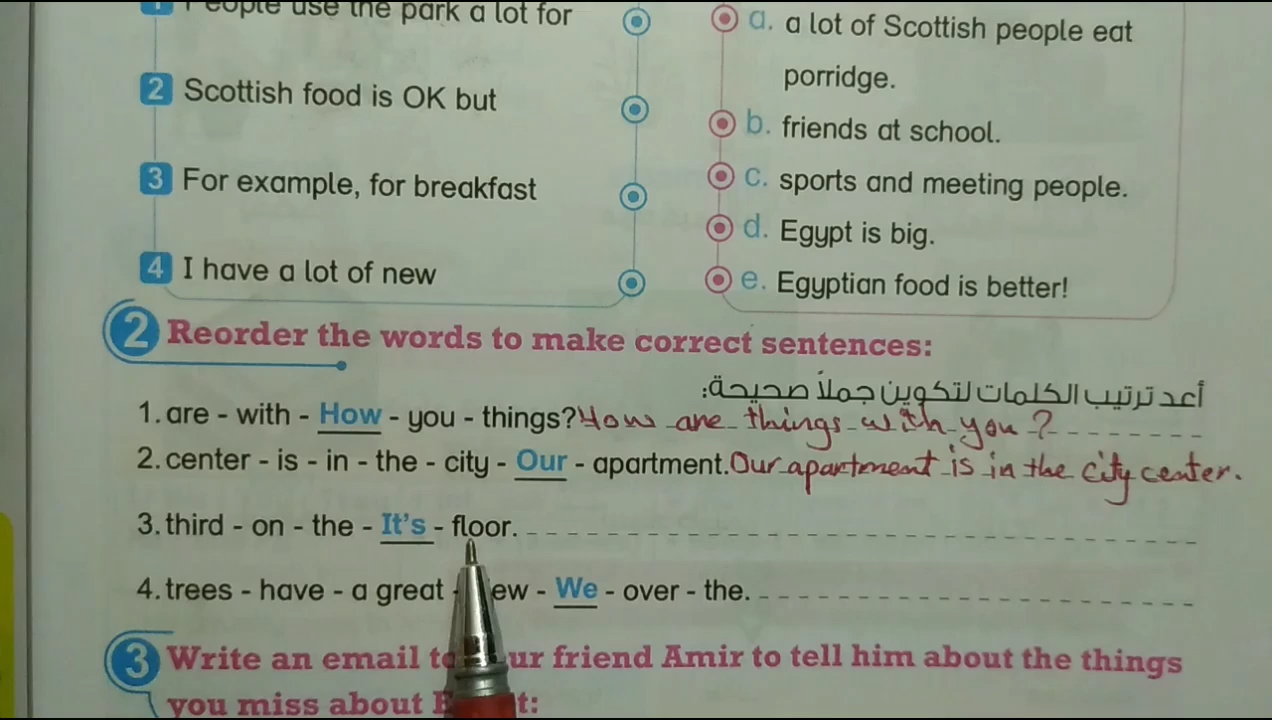 1 People use the park a lot for
a. a lot of Scottish people eat
porridge.
2 Scottish food is OK but
b. friends at school.
3 For example, for breakfast
c. sports and meeting people.
d. Egypt is big.
4 I have a lot of new
e. Egyptian food is better!
2 Reorder the words to make correct sentences:
أعد ترتيب الكلمات لتكوين جملاً صحيحة:
1. are - with - How - you - things? How are things with you?
2. center - is - in - the - city - Our - apartment. Our apartment is in the city center.
3. third - on - the - It's - floor.
4. trees - have - a great - ew - We - over - the.
3 Write an email to ur friend Amir to tell him about the things
you miss about E t: